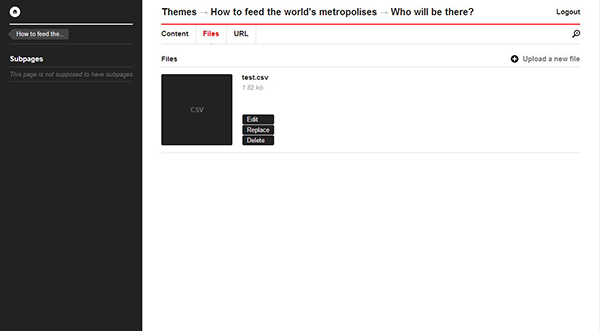 Themes → How to feed the world's metropolises → Who will be there?
Logout
How to feed the...
Content Files URL
Subpages
This page is not supposed to have subpages
Files
Upload a new file
test.csv
1.82 kb
CSV
Edit
Replace
Delete